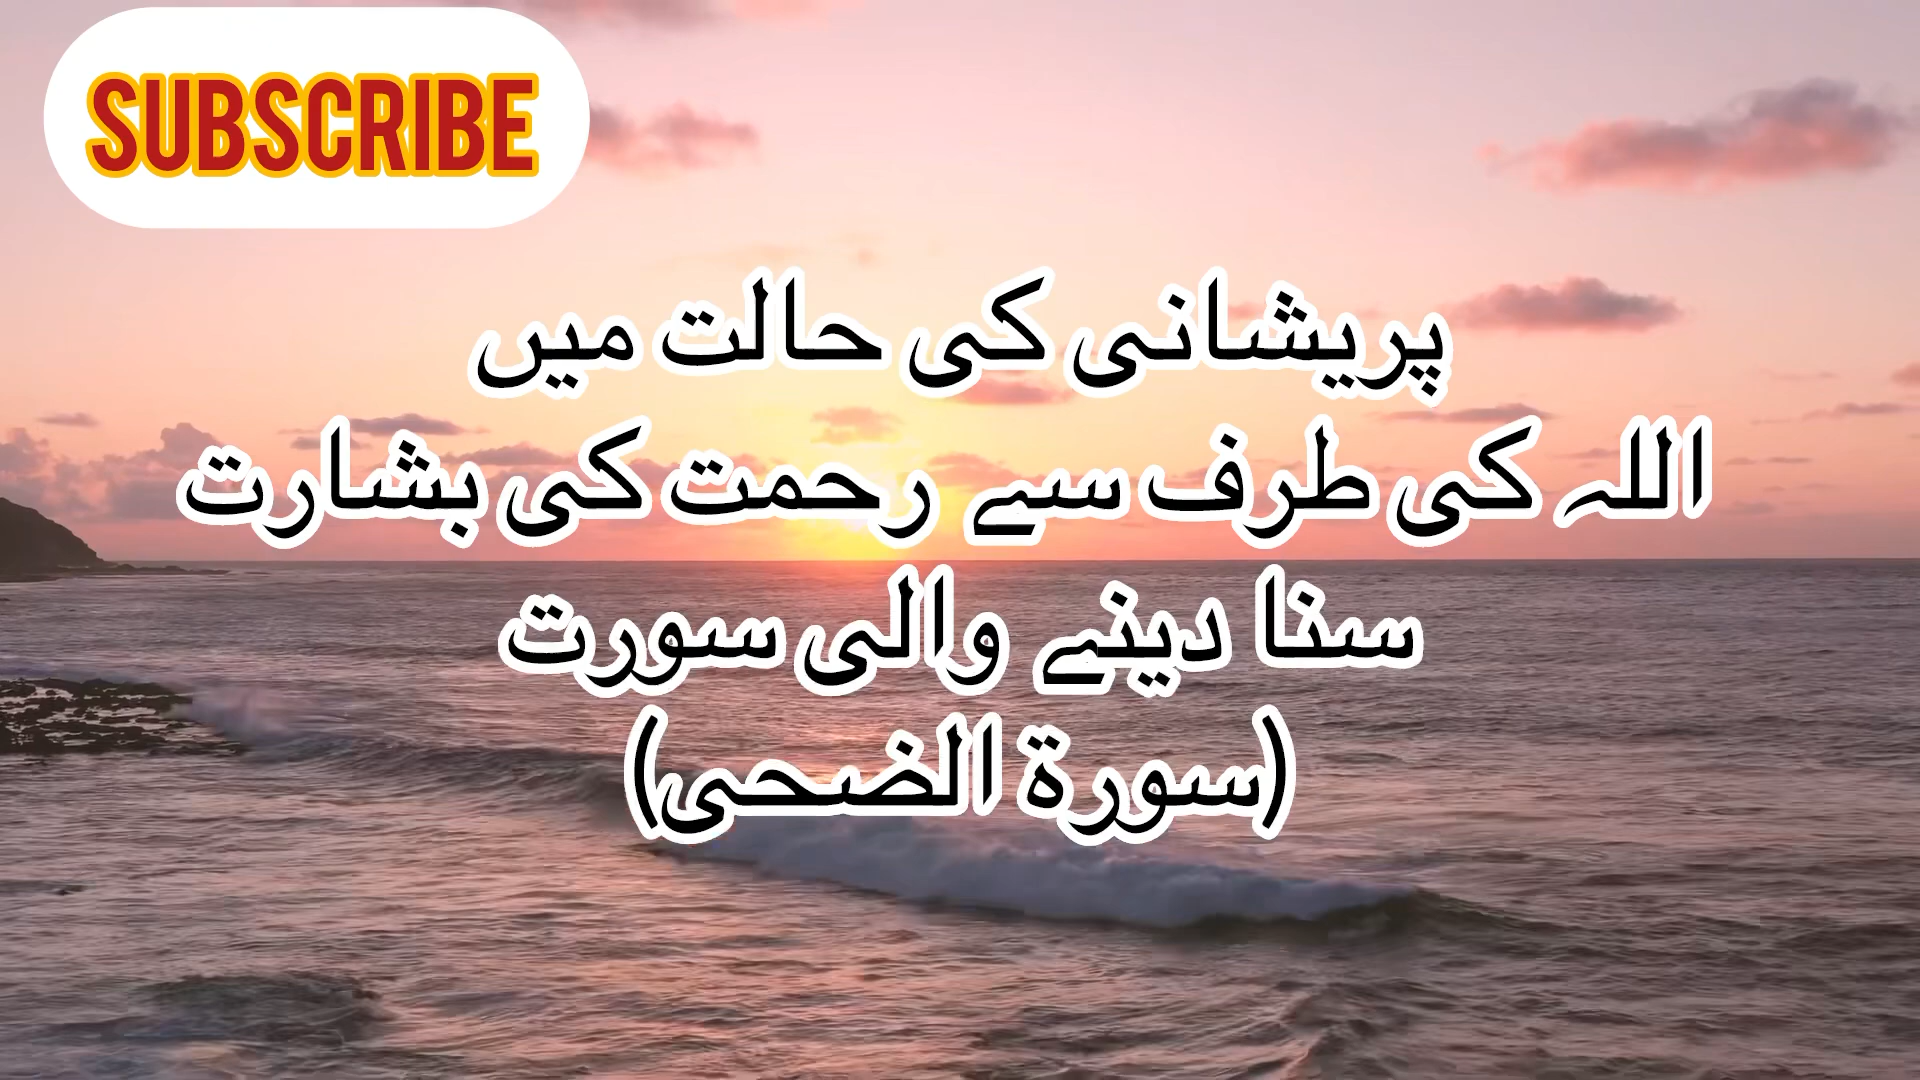 SUBSCRIBE
پریشانی کی حالت میں
اللہ کی طرف سے رحمت کی بشارت
سنا دینے والی سورت
(سورۃ الضحی)